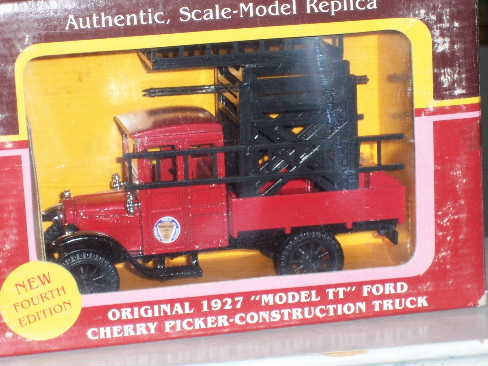 Authentic, Scale-Model Replica
NEW
FOURTH
EDITION
ORIGINAL 1927 "MODEL TT" FORD
CHERRY PICKER-CONSTRUCTION TRUCK